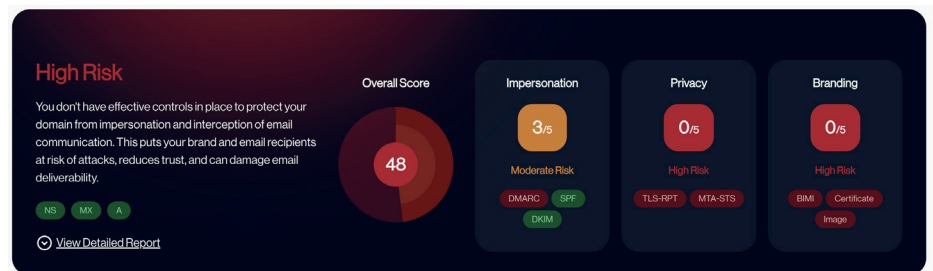 High Risk
You don't have effective controls in place to protect your
domain from impersonation and interception of email
communication. This puts your brand and email recipients
at risk of attacks, reduces trust, and can damage email
deliverability.
NS MX A
View Detailed Report
Overall Score
48
Impersonation
3/5
Moderate Risk
DMARC SPF
DKIM
Privacy
0/5
High Risk
TLS-RPT MTA-STS
Branding
0/5
High Risk
BIMI Certificate
Image